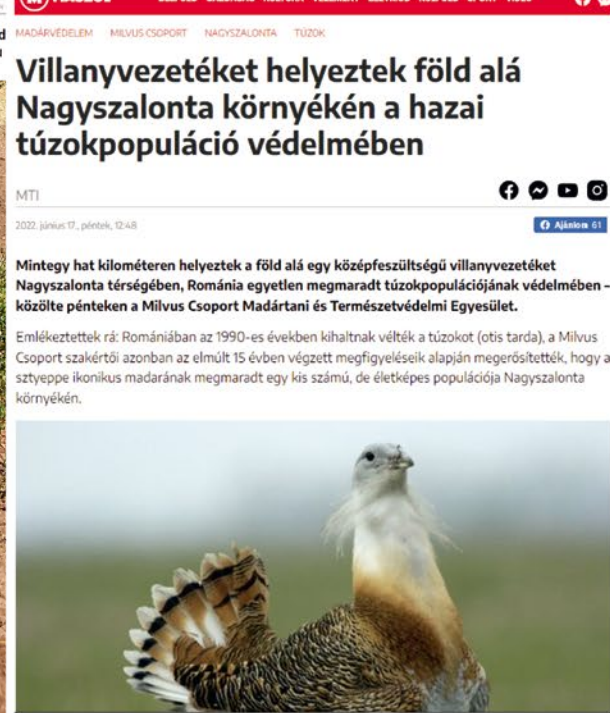 MADÁRVÉDELEM MILVUS CSOPORT NAGYSZALONTA TÚZOK
Villanyvezetéket helyeztek föld alá
Nagyszalonta környékén a hazai
túzokpopuláció védelmében
MTI
2022. június 17., péntek, 12:48
Ajánlom 61
Mintegy hat kilométeren helyeztek a föld alá egy középfeszültségű villanyvezetéket
Nagyszalonta térségében, Románia egyetlen megmaradt túzokpopulációjának védelmében –
közölte pénteken a Milvus Csoport Madártani és Természetvédelmi Egyesület.
Emlékeztettek rá: Romániában az 1990-es években kihaltnak vélték a túzokot (otis tarda), a Milvus
Csoport szakértői azonban az elmúlt 15 évben végzett megfigyeléseik alapján megerősítették, hogy a
sztyeppe ikonikus madarának megmaradt egy kis számú, de életképes populációja Nagyszalonta
környékén.